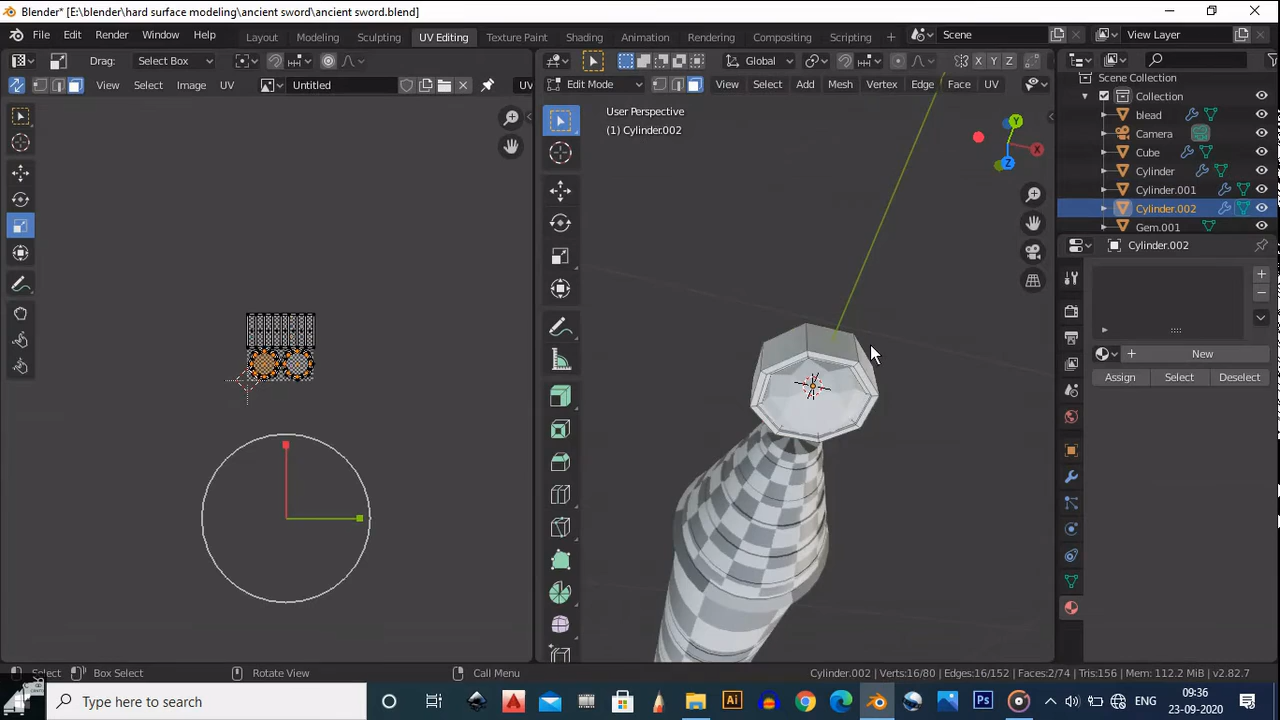 Blender* [E:\blender\hard surface modeling\ancient sword\ancient sword.blend]
File Edit Render Window Help Layout Modeling Sculpting UV Editing Texture Paint Shading Animation Rendering Compositing Scripting + Scene View Layer
Drag: Select Box Global X Y Z
View Select Image UV Untitled UV Edit Mode View Select Add Mesh Vertex Edge Face UV
User Perspective
(1) Cylinder.002
Y
X
Z
Scene Collection
Collection
blead
Camera
Cube
Cylinder
Cylinder.001
Cylinder.002
Gem.001
Cylinder.002
New
Assign Select Deselect
Select Box Select Rotate View Call Menu Cylinder.002 | Verts:16/80 | Edges:16/152 | Faces:2/74 | Tris:156 | Mem: 112.2 MiB | v2.82.7
Type here to search Ai Ps ENG 09:36
23-09-2020